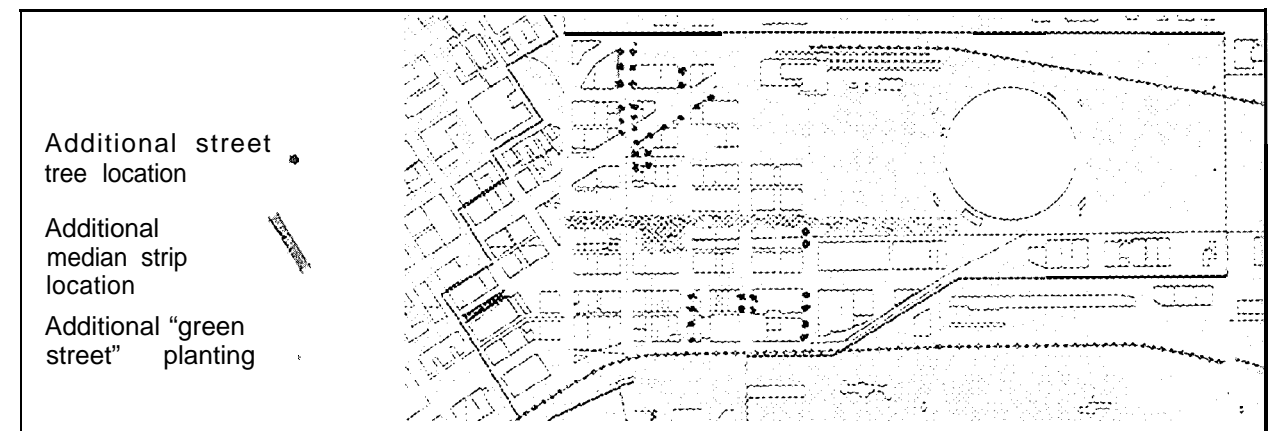 Additional street
tree location
Additional
median strip
location
Additional “green
street” planting